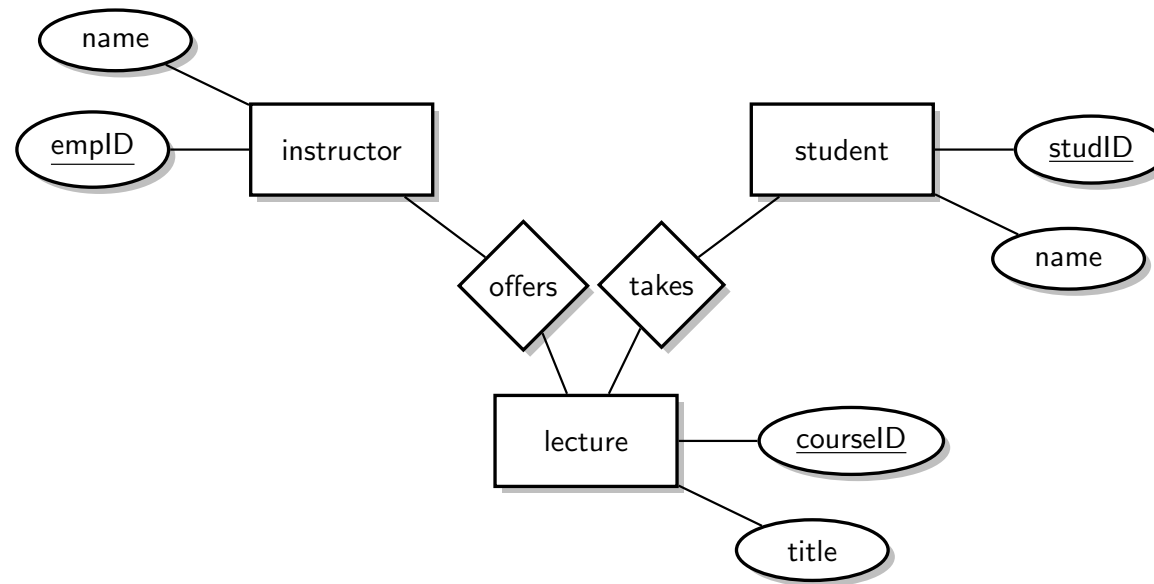 name
empID
instructor
student
studID
name
offers
takes
lecture
courseID
title